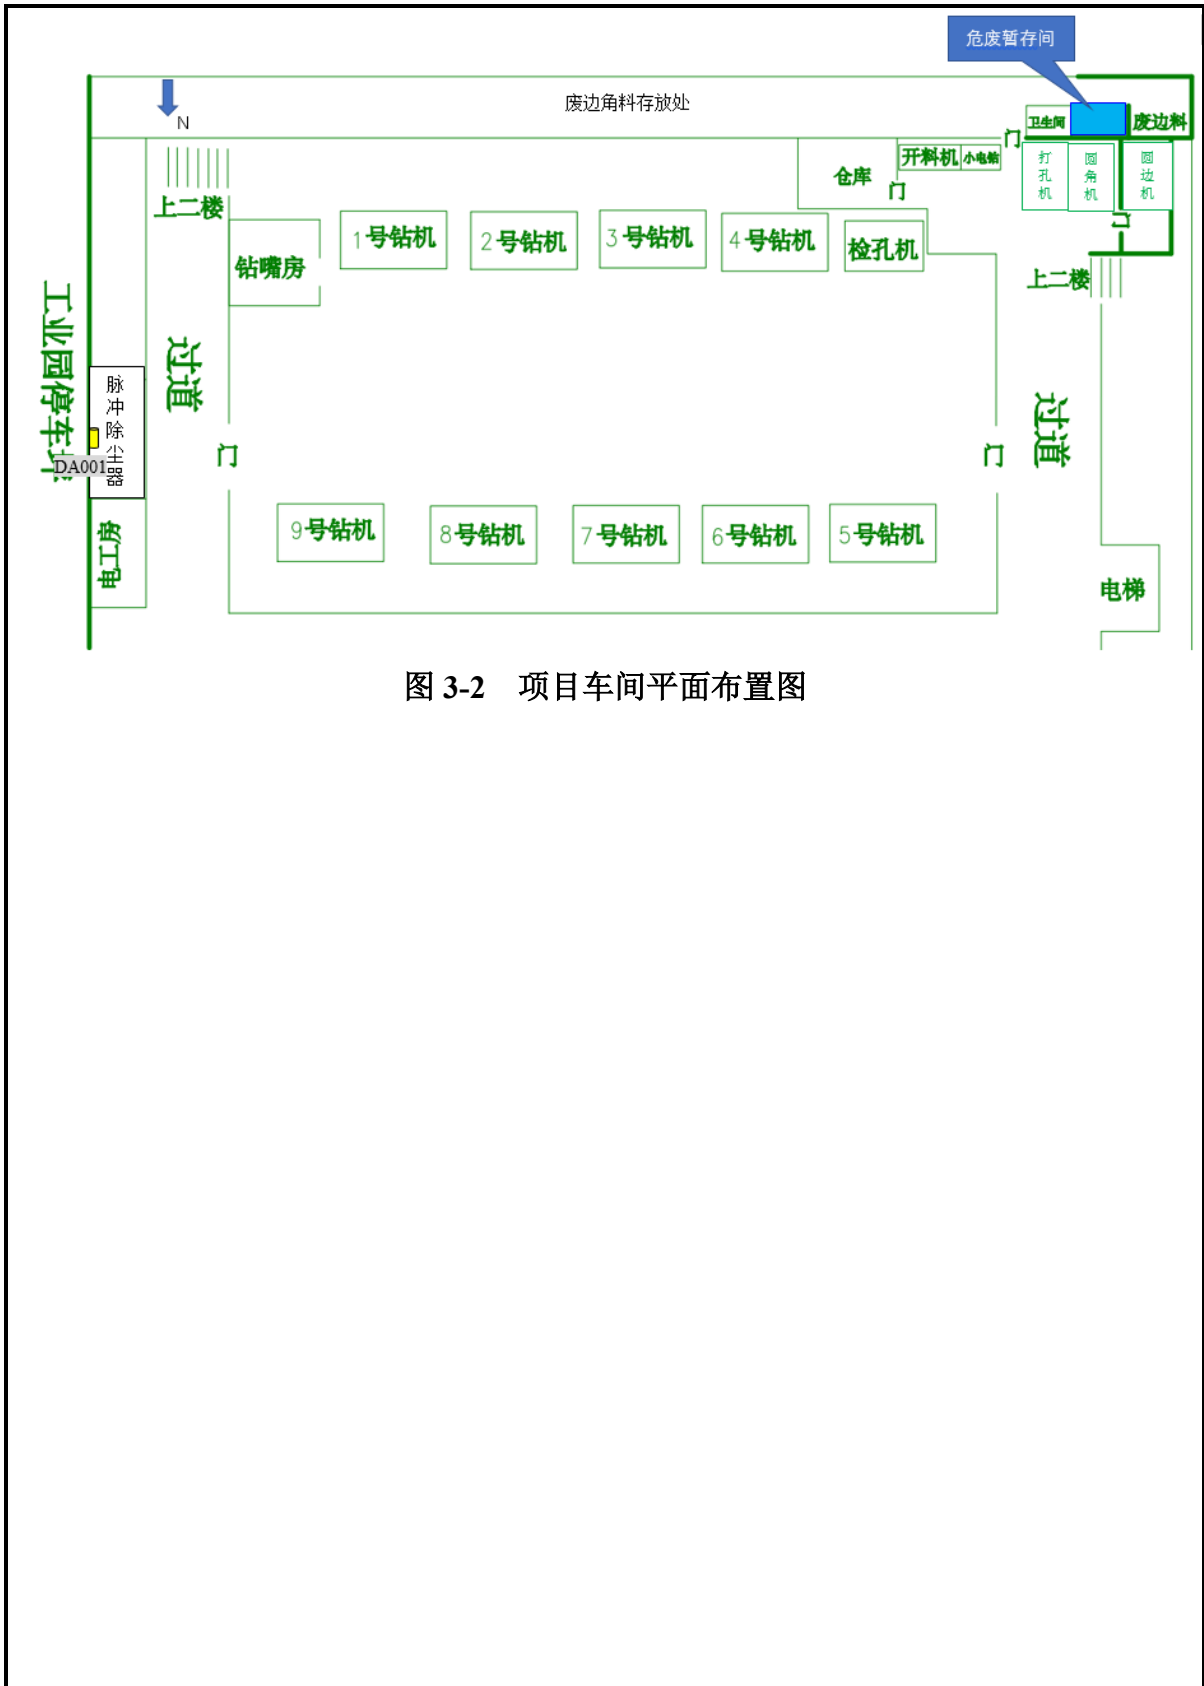 危废暂存间
N
废边角料存放处
卫生间
废边料
门
开料机
小电钻
仓库
门
打孔机
圆角机
圆边机
门
上二楼
1号钻机
2号钻机
3号钻机
4号钻机
检孔机
钻嘴房
上二楼
工业园停车
过道
脉冲除尘器
DA001
过道
门
门
9号钻机
8号钻机
7号钻机
6号钻机
5号钻机
电工房
电梯
图 3-2 项目车间平面布置图